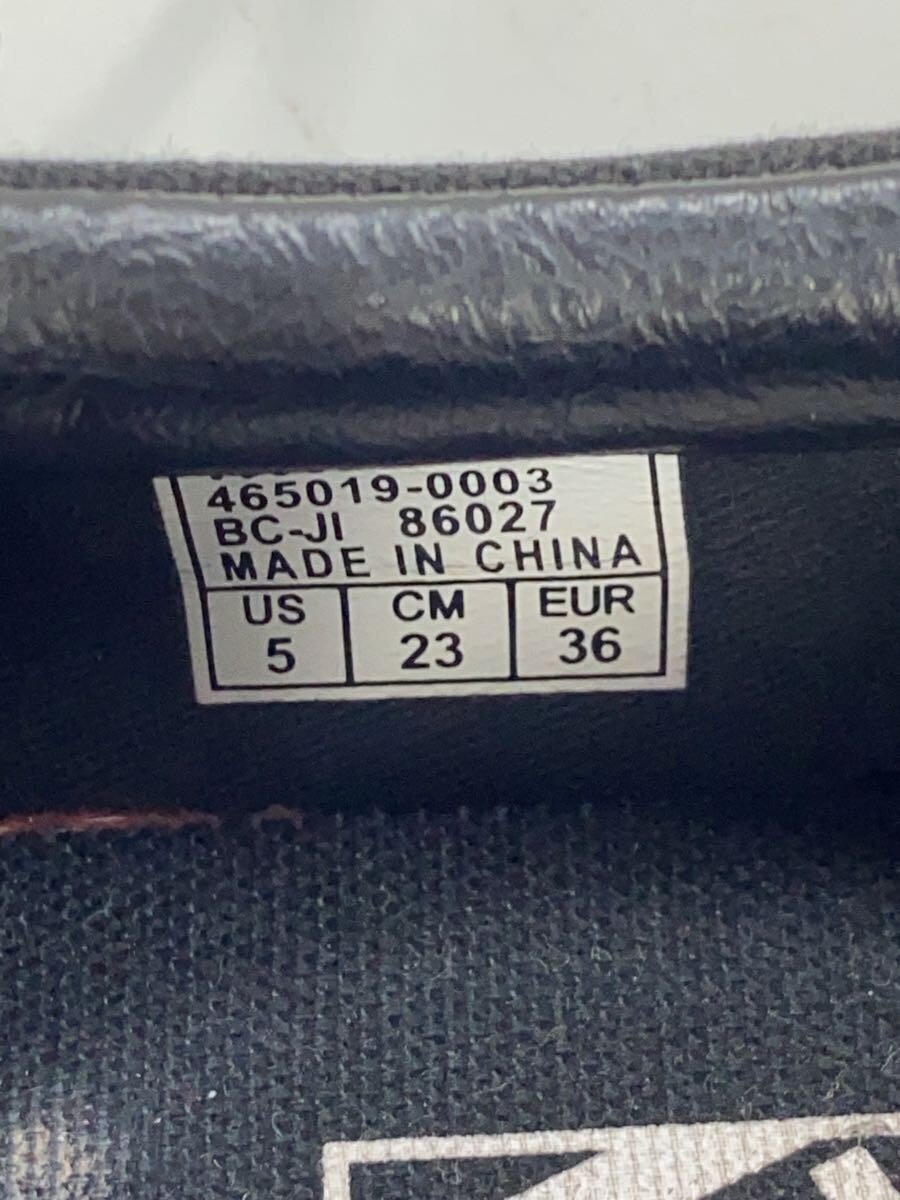 465019-0003
BC-JI 86027
MADE IN CHINA
US CM EUR
5 23 36